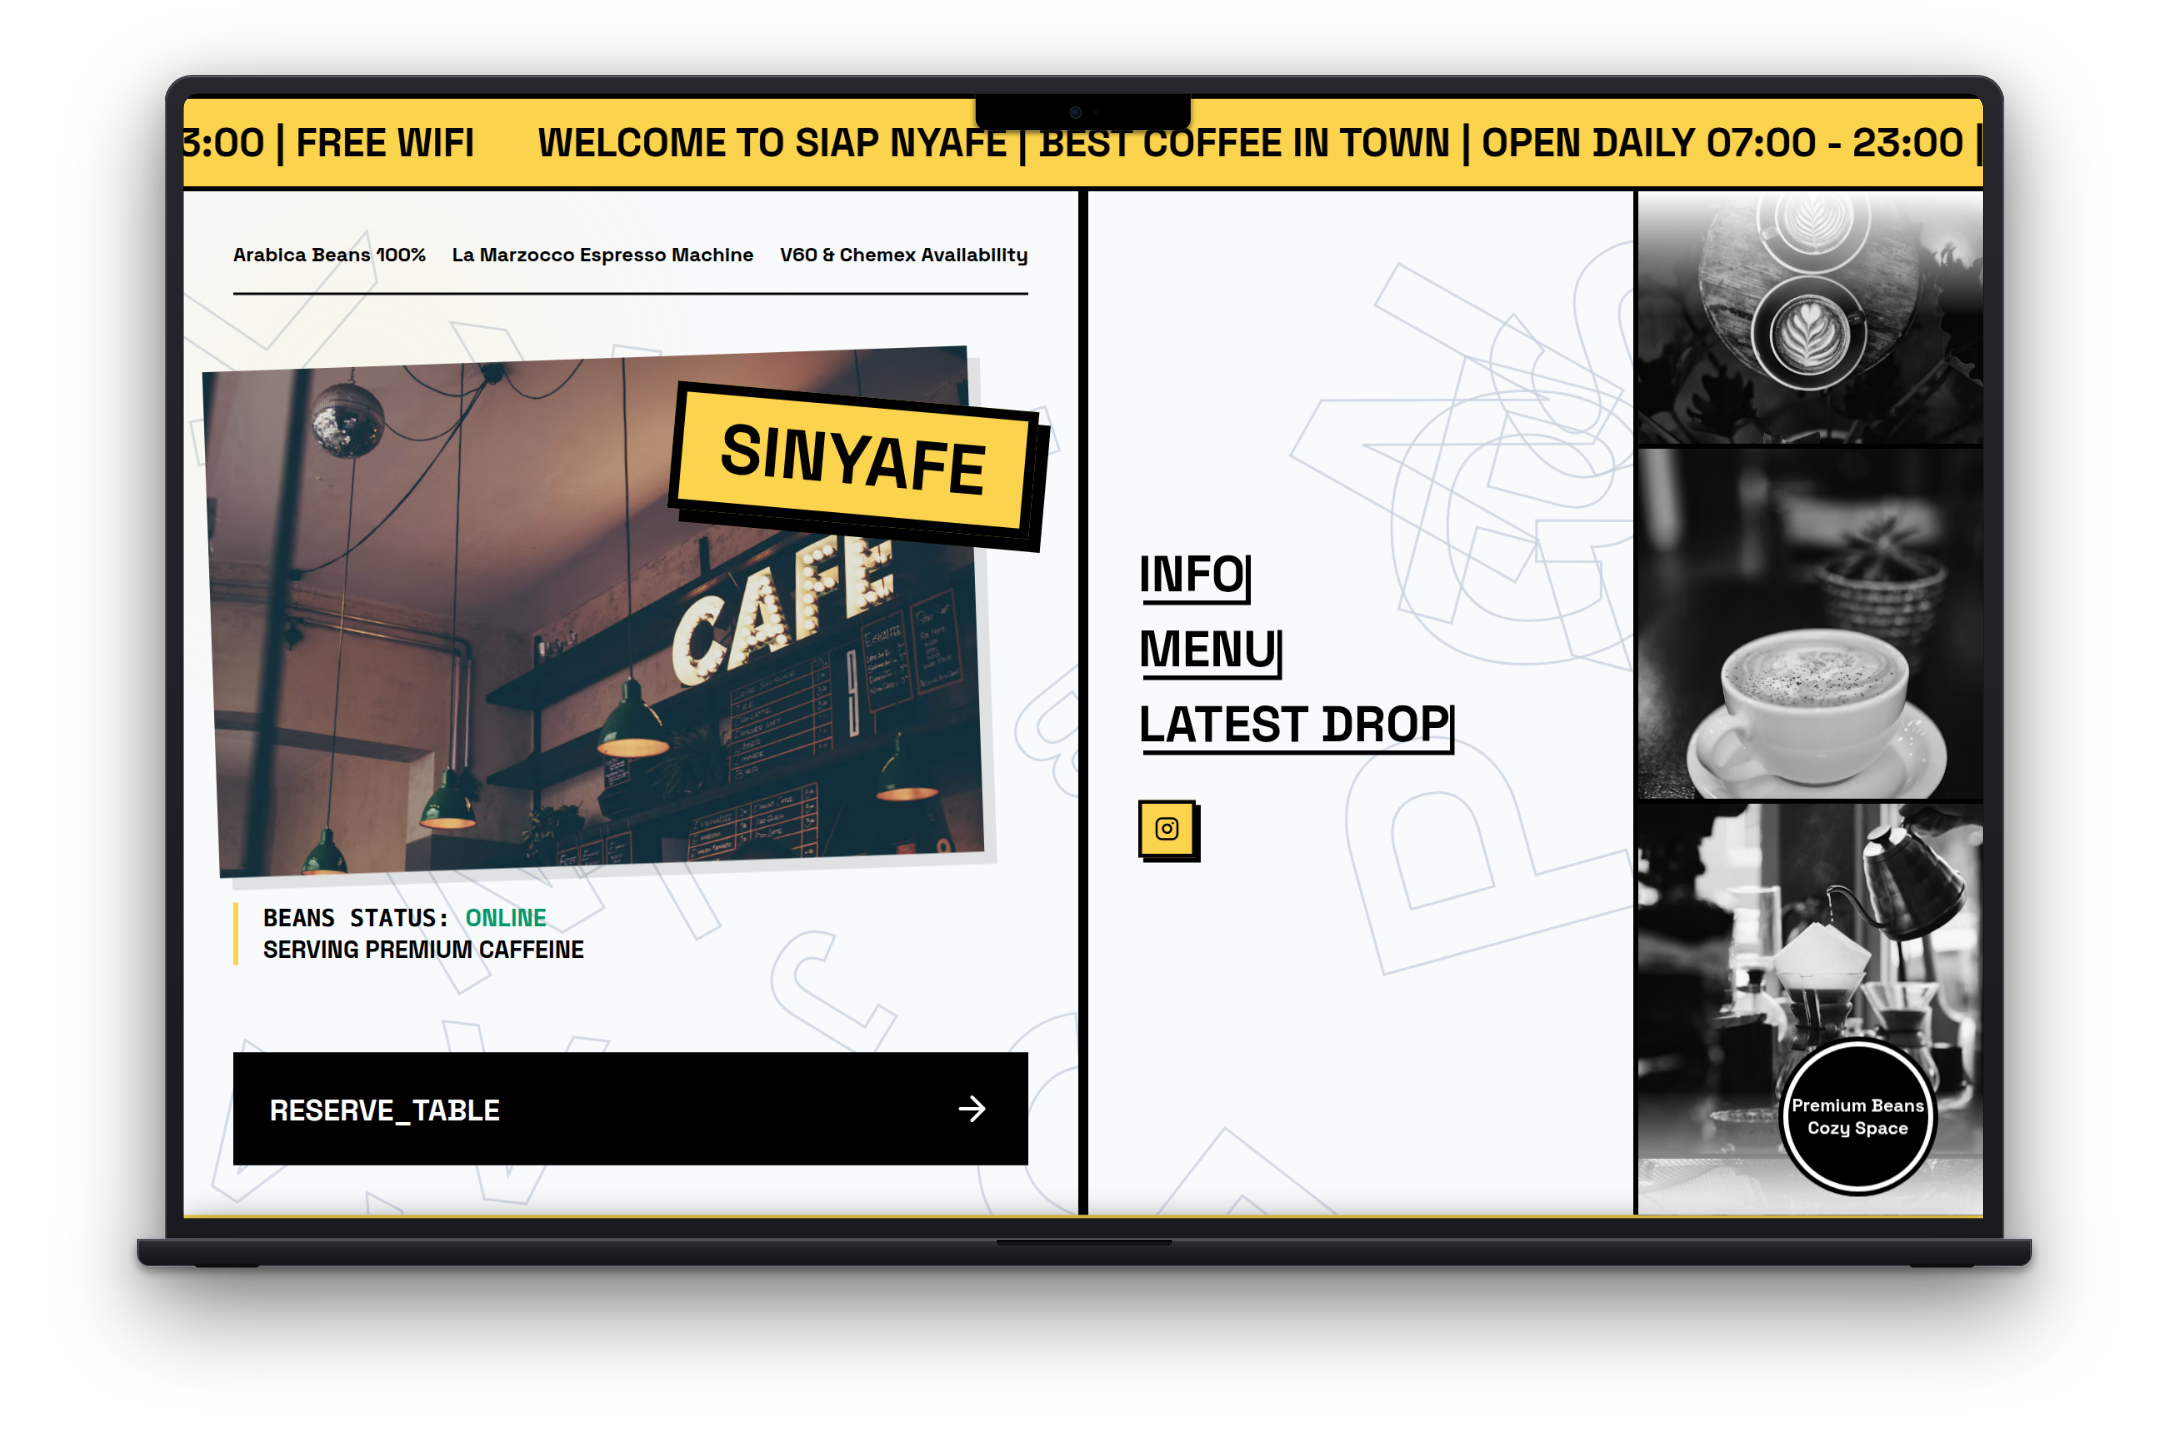 3:00 | FREE WIFI WELCOME TO SIAP NYAFE | BEST COFFEE IN TOWN | OPEN DAILY 07:00 - 23:00 |
Arabica Beans 100% La Marzocco Espresso Machine V60 & Chemex Availability
SINYAFE
CAFE
BEANS STATUS: ONLINE
SERVING PREMIUM CAFFEINE
RESERVE_TABLE
INFO
MENU
LATEST DROP
Premium Beans
Cozy Space